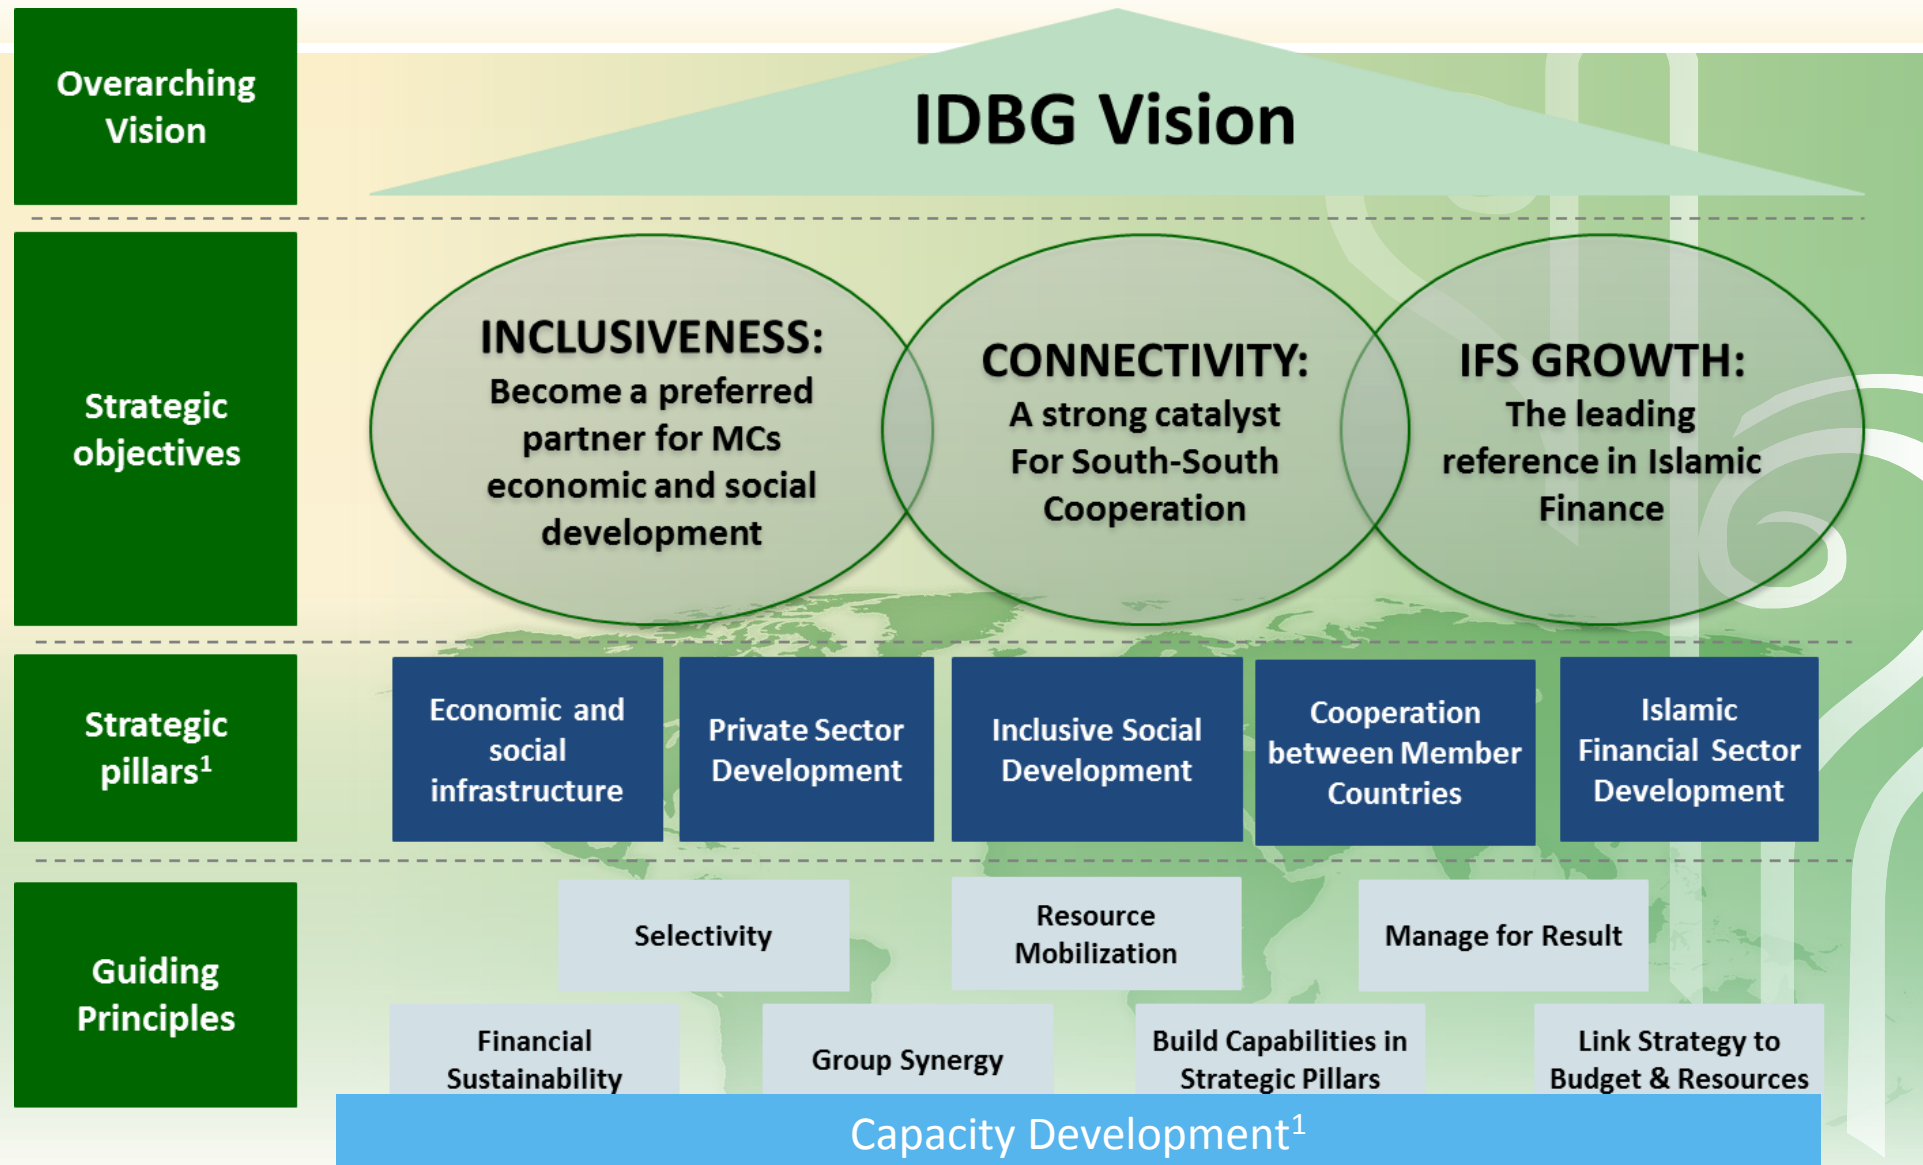 Overarching
Vision
IDBG Vision
Strategic
objectives
INCLUSIVENESS:
Become a preferred
partner for MCs
economic and social
development
CONNECTIVITY:
A strong catalyst
For South-South
Cooperation
IFS GROWTH:
The leading
reference in Islamic
Finance
Strategic
pillars¹
Economic and
social
infrastructure
Private Sector
Development
Inclusive Social
Development
Cooperation
between Member
Countries
Islamic
Financial Sector
Development
Guiding
Principles
Selectivity
Resource
Mobilization
Manage for Result
Financial
Sustainability
Group Synergy
Build Capabilities in
Strategic Pillars
Link Strategy to
Budget & Resources
Capacity Development¹